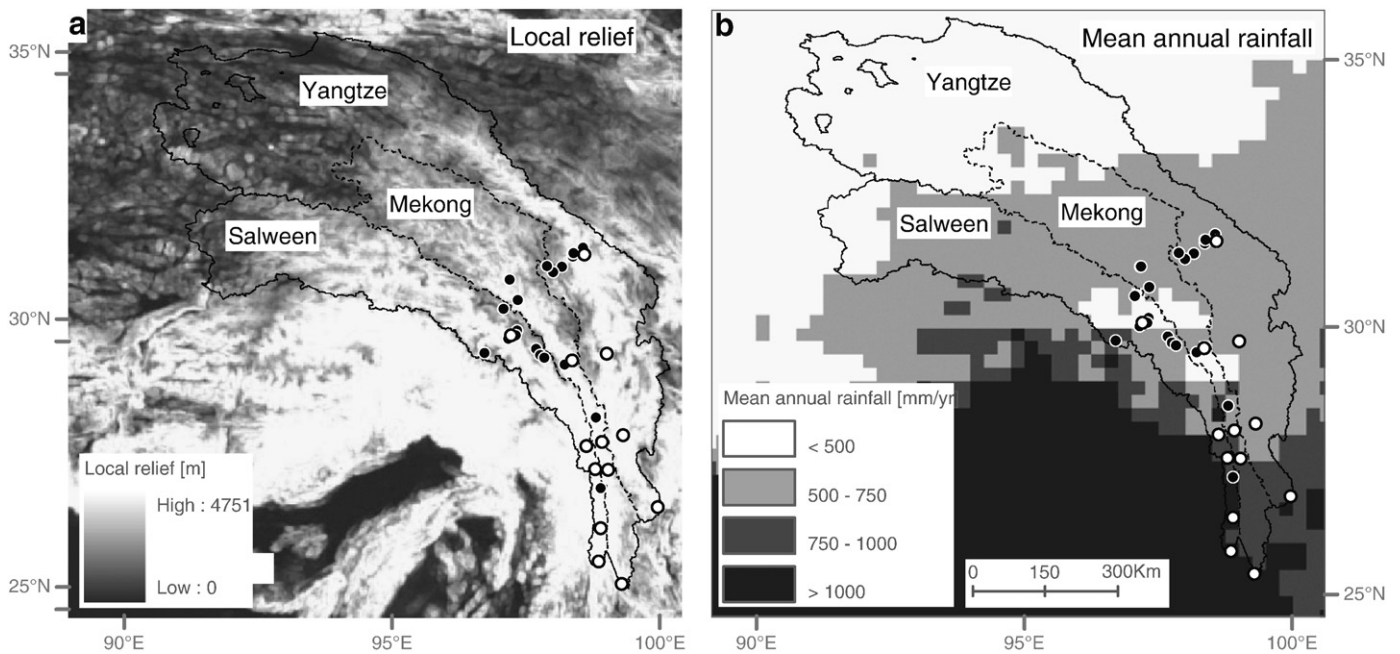 a
Local relief
35°N
Yangtze
Mekong
Salween
30°N
Local relief [m]
High : 4751
Low : 0
25°N
90°E
95°E
100°E
b
Mean annual rainfall
35°N
Yangtze
Mekong
Salween
30°N
Mean annual rainfall [mm/yr]
< 500
500 - 750
750 - 1000
> 1000
0 150 300Km
25°N
90°E
95°E
100°E